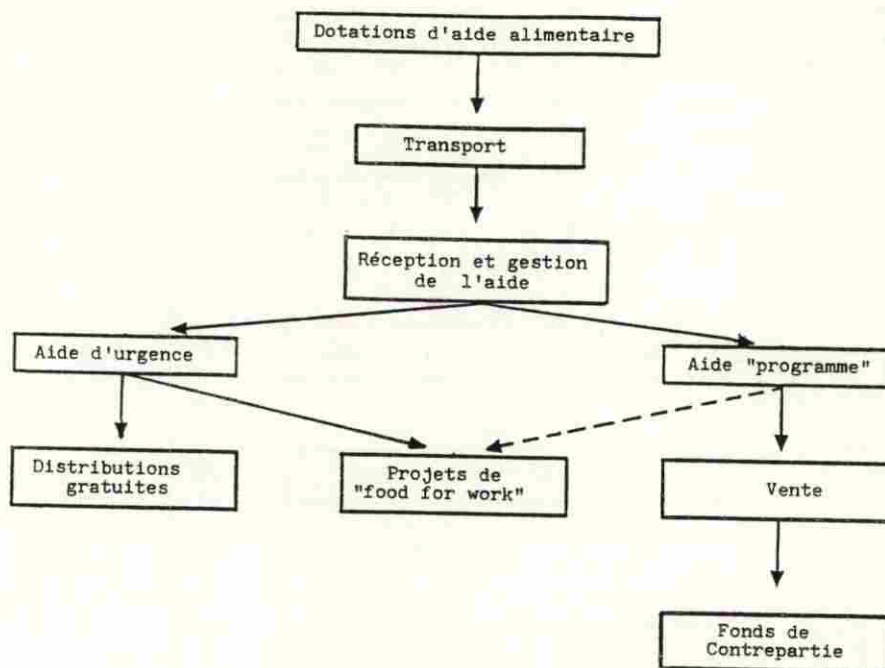 Dotations d'aide alimentaire
Transport
Réception et gestion
de l'aide
Aide d'urgence
Aide "programme"
Distributions
gratuites
Projets de
"food for work"
Vente
Fonds de
Contrepartie